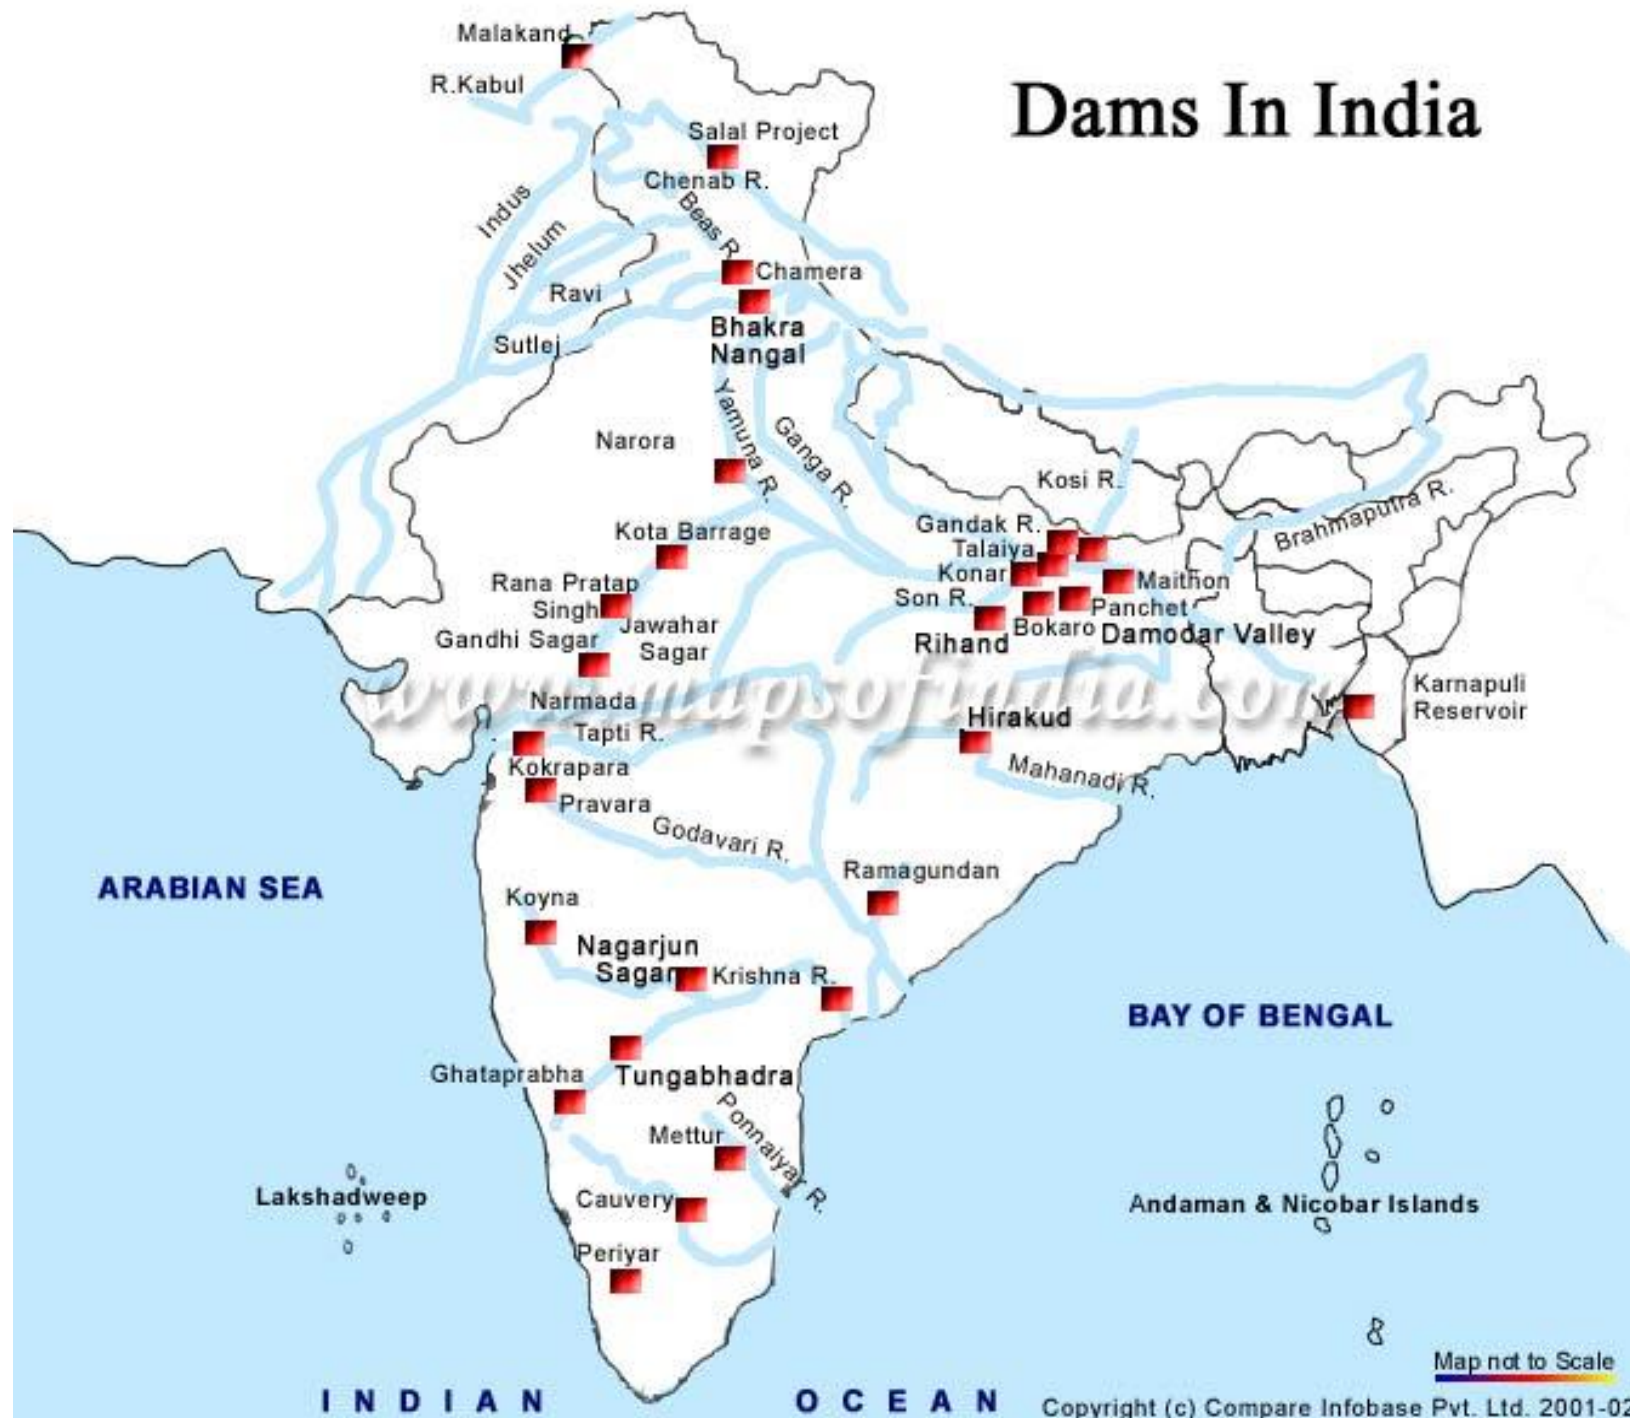 Malakand
R.Kabul
Dams In India
Salal Project
Chenab R.
Indus
Beas R.
Jhelum
Chamera
Ravi
Bhakra
Nangal
Sutlej
Yamuna R.
Ganga R.
Narora
Kosi R.
Brahmaputra R.
Gandak R.
Kota Barrage
Talaiya
Konar
Maithon
Rana Pratap
Singh
Son R.
Panchet
Jawahar
Sagar
Bokaro
Damodar Valley
Gandhi Sagar
Rihand
www.mapsofindia.com
Karnapuli
Reservoir
Narmada
Hirakud
Tapti R.
Kokrapara
Mahanadi R.
Pravara
Godavari R.
Ramagundan
ARABIAN SEA
Koyna
Nagarjun
Sagar
Krishna R.
BAY OF BENGAL
Ghataprabha
Tungabhadra
Ponnaiyar R.
Mettur
Lakshadweep
Cauvery
Andaman & Nicobar Islands
Periyar
Map not to Scale
INDIAN OCEAN
Copyright (c) Compare Infobase Pvt. Ltd. 2001-02